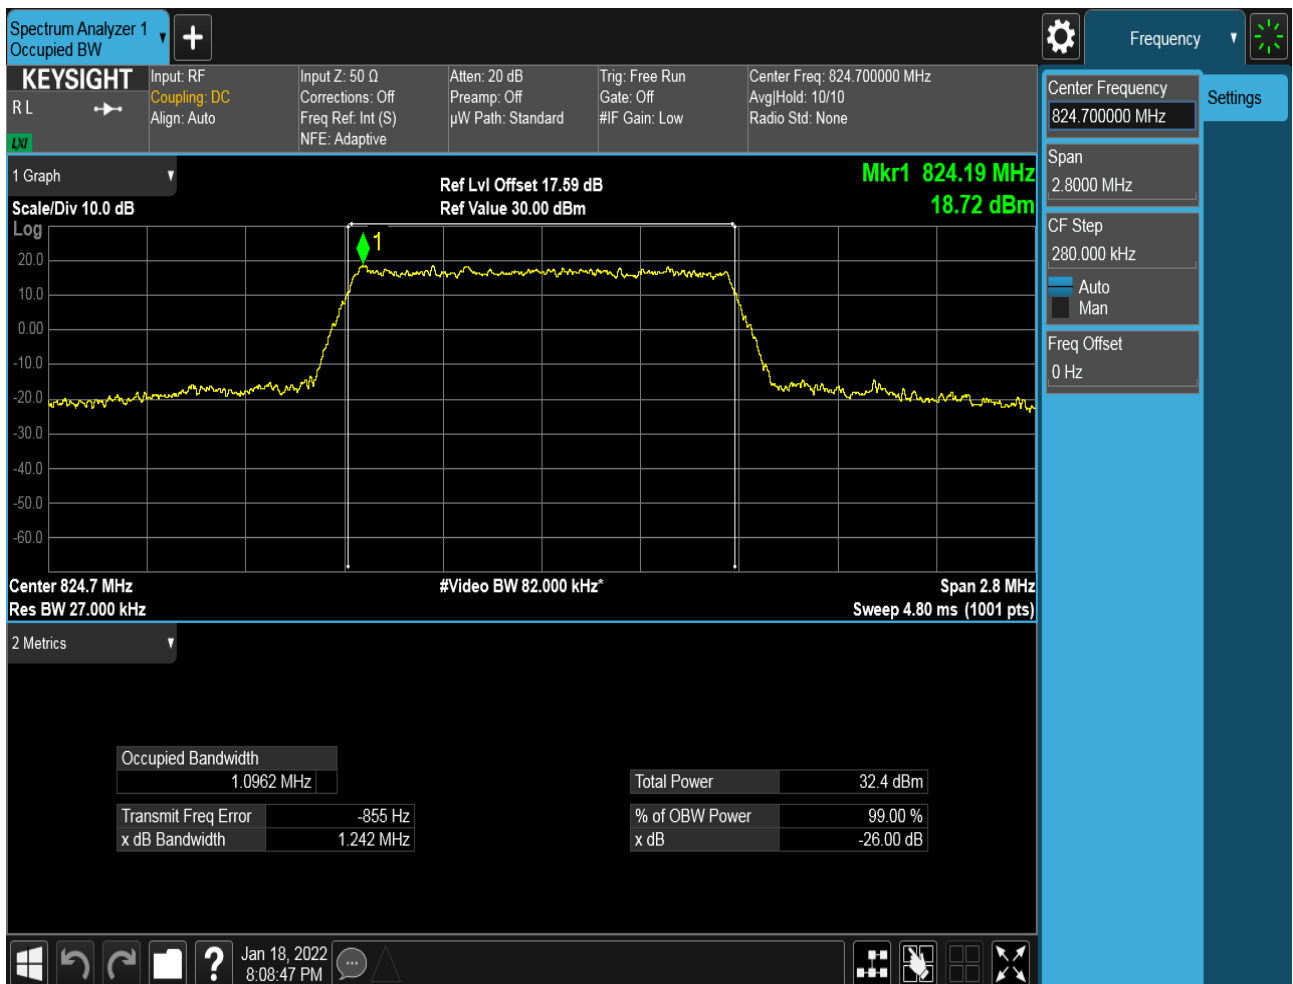 Spectrum Analyzer 1
Occupied BW
Frequency
KEYSIGHT
R L
LXI
Input: RF
Coupling: DC
Align: Auto
Input Z: 50 Ω
Corrections: Off
Freq Ref: Int (S)
NFE: Adaptive
Atten: 20 dB
Preamp: Off
µW Path: Standard
Trig: Free Run
Gate: Off
#IF Gain: Low
Center Freq: 824.700000 MHz
Avg|Hold: 10/10
Radio Std: None
Center Frequency
824.700000 MHz
Settings
Span
2.8000 MHz
CF Step
280.000 kHz
Auto
Man
Freq Offset
0 Hz
1 Graph
Scale/Div 10.0 dB
Ref Lvl Offset 17.59 dB
Ref Value 30.00 dBm
Mkr1 824.19 MHz
18.72 dBm
Log
1
20.0
10.0
0.00
-10.0
-20.0
-30.0
-40.0
-50.0
-60.0
Center 824.7 MHz
#Video BW 82.000 kHz*
Span 2.8 MHz
Res BW 27.000 kHz
Sweep 4.80 ms (1001 pts)
2 Metrics
Occupied Bandwidth
1.0962 MHz
Total Power 32.4 dBm
Transmit Freq Error -855 Hz
% of OBW Power 99.00 %
x dB Bandwidth 1.242 MHz
x dB -26.00 dB
?
Jan 18, 2022
8:08:47 PM